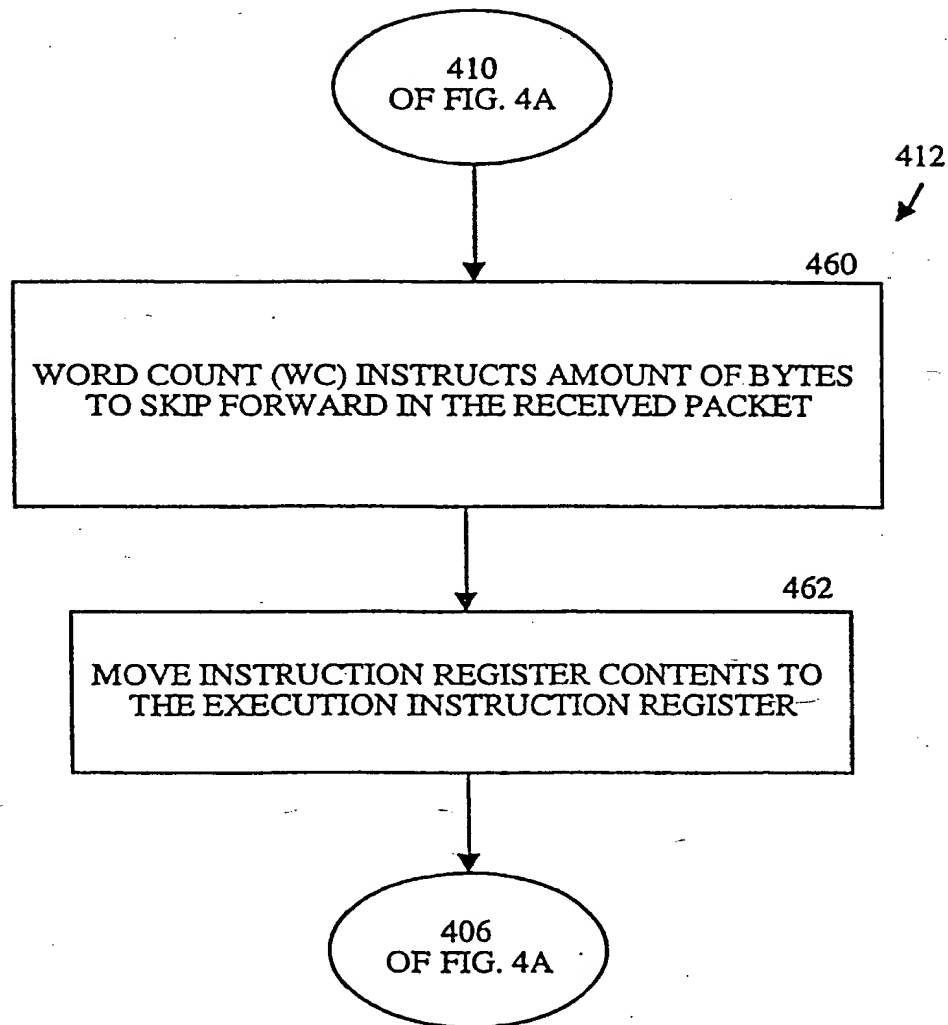 410
OF FIG. 4A
412
460
WORD COUNT (WC) INSTRUCTS AMOUNT OF BYTES
TO SKIP FORWARD IN THE RECEIVED PACKET
462
MOVE INSTRUCTION REGISTER CONTENTS TO
THE EXECUTION INSTRUCTION REGISTER
406
OF FIG. 4A